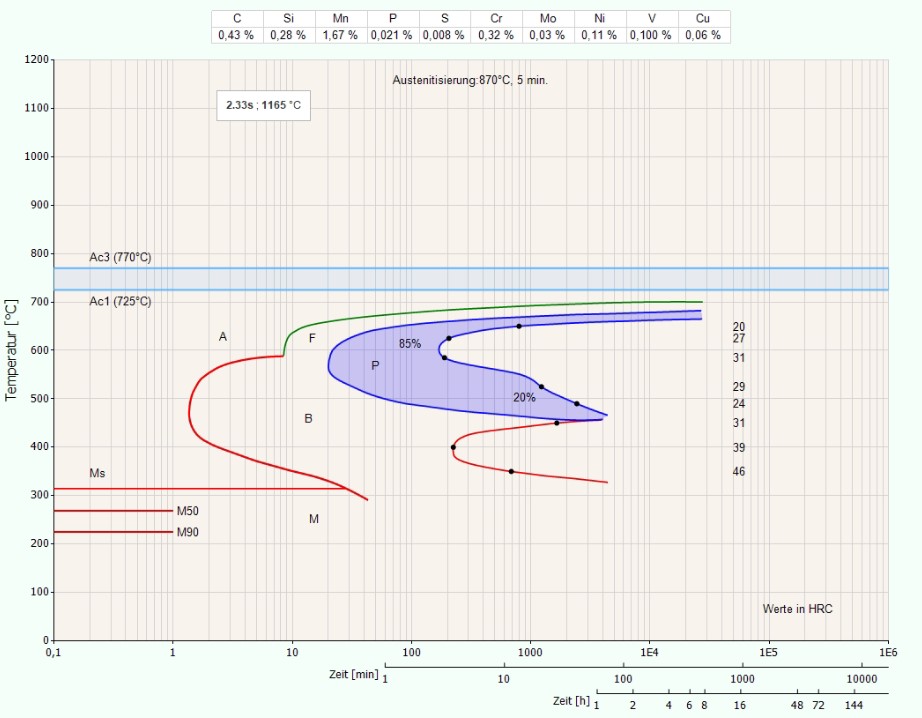 C Si Mn P S Cr Mo Ni V Cu
0,43 % 0,28 % 1,67 % 0,021 % 0,008 % 0,32 % 0,03 % 0,11 % 0,100 % 0,06 %
1200
Austenitisierung:870°C, 5 min.
2.33s ; 1165 °C
1100
1000
900
800
Ac3 (770°C)
700
Ac1 (725°C)
A
F
85%
20
27
600
P
31
500
20%
29
24
B
31
400
39
Ms
46
300
M50
M
M90
200
100
Werte in HRC
0
Temperatur [°C]
0,1 1 10 100 1000 1E4 1E5 1E6
Zeit [min] 1 10 100 1000 10000
Zeit [h] 1 2 4 6 8 16 48 72 144